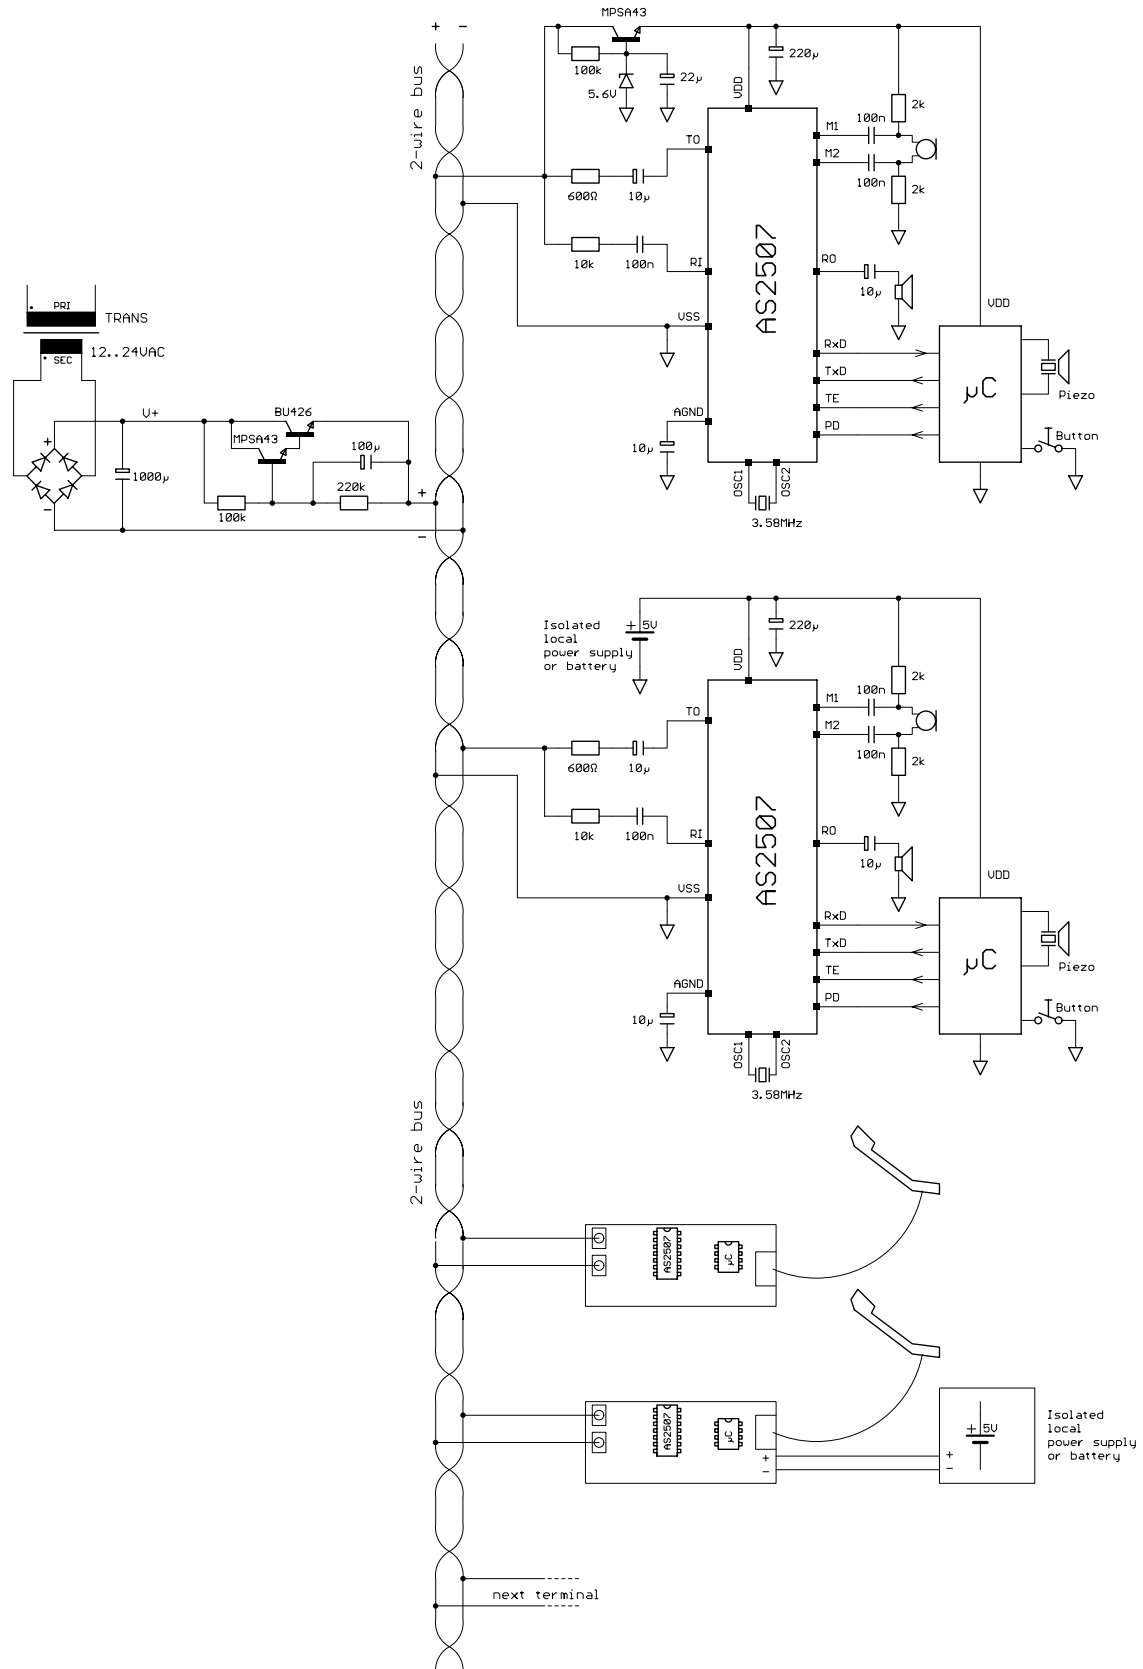 + -
2-wire bus
MPSA43
100k
5.6V
22µ
220µ
VDD
TO
M1
M2
100n
100n
2k
2k
600Ω
10µ
10k
100n
RI
RO
10µ
AS2507
VSS
VDD
RxD
TxD
TE
PD
µC
Piezo
Button
AGND
10µ
OSC1
OSC2
3.58MHz
PRI
TRANS
SEC
12..24VAC
V+
+
-
1000µ
BU426
MPSA43
100µ
220k
100k
+
-
Isolated
local
power supply
or battery
+ 5V
220µ
VDD
TO
M1
M2
100n
100n
2k
2k
600Ω
10µ
10k
100n
RI
RO
10µ
AS2507
VSS
VDD
RxD
TxD
TE
PD
µC
Piezo
Button
AGND
10µ
OSC1
OSC2
3.58MHz
2-wire bus
AS2507
µC
AS2507
µC
+
-
+
-
+ 5V
Isolated
local
power supply
or battery
next terminal